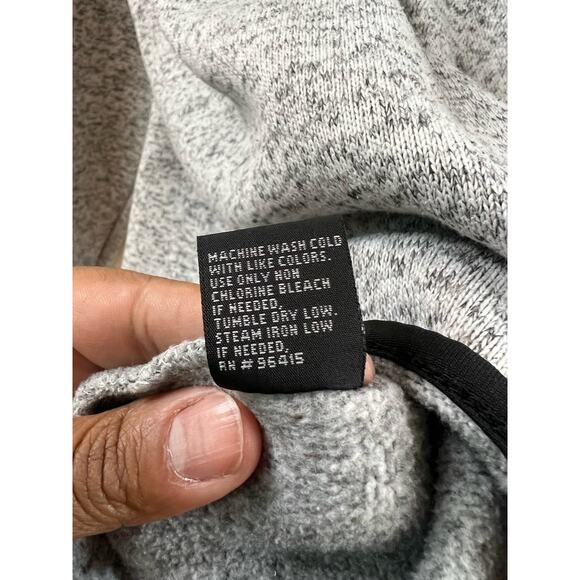 MACHINE WASH COLD
WITH LIKE COLORS.
USE ONLY NON
CHLORINE BLEACH
IF NEEDED,
TUMBLE DRY LOW.
STEAM IRON LOW
IF NEEDED,
RN # 96415